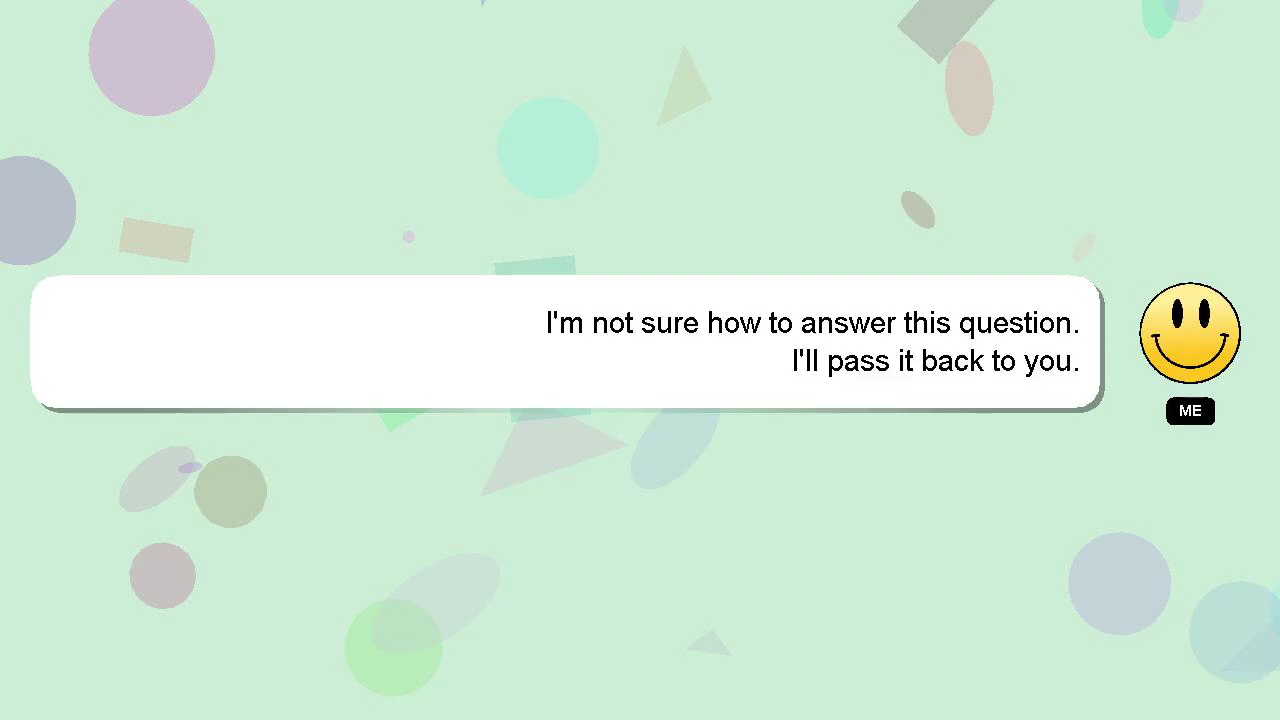 I'm not sure how to answer this question.
I'll pass it back to you.
ME